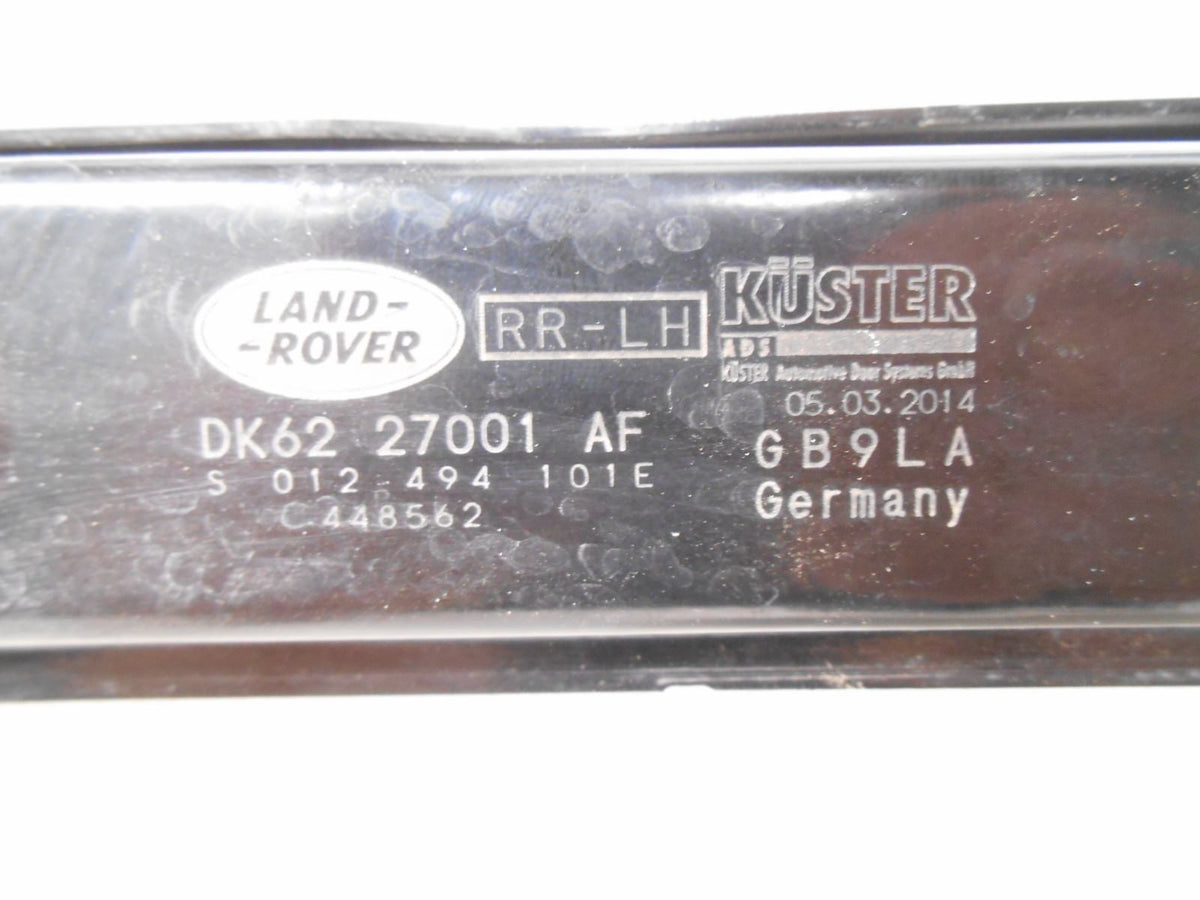 LAND-
-ROVER
RR-LH
DK62 27001 AF
S 012 494 101E
C 448562
KÜSTER
ADS
KÜSTER Automotive Door Systems GmbH
05.03.2014
GB9LA
Germany